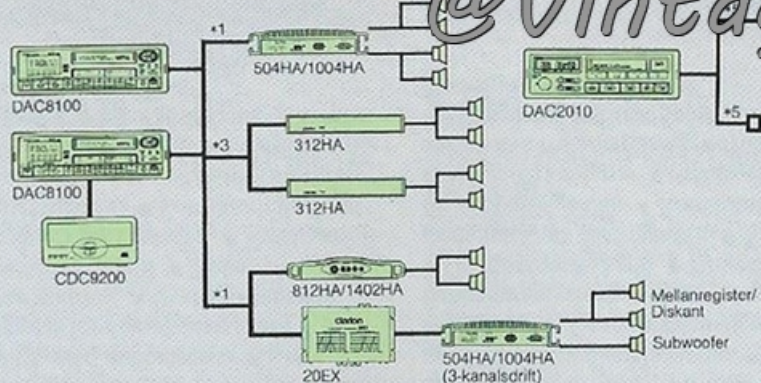 @Vinta
*1
504HA/1004HA
DAC8100
DAC2010
*5
*3
312HA
DAC8100
312HA
CDC9200
*1
812HA/1402HA
Mellanregister/
Diskant
clarion
Subwoofer
504HA/1004HA
20EX
(3-kanalsdrift)